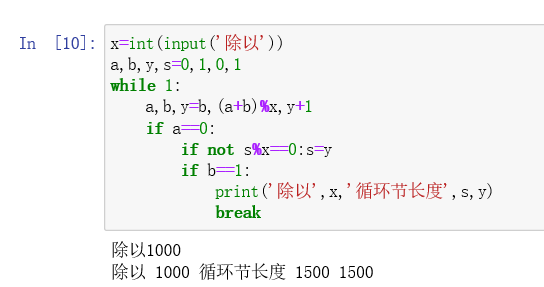 In [10]: x=int(input('除以'))
a,b,y,s=0,1,0,1
while 1:
    a,b,y=b,(a+b)%x,y+1
    if a==0:
        if not s%x==0:s=y
        if b==1:
            print('除以',x,'循环节长度',s,y)
            break
除以1000
除以 1000 循环节长度 1500 1500